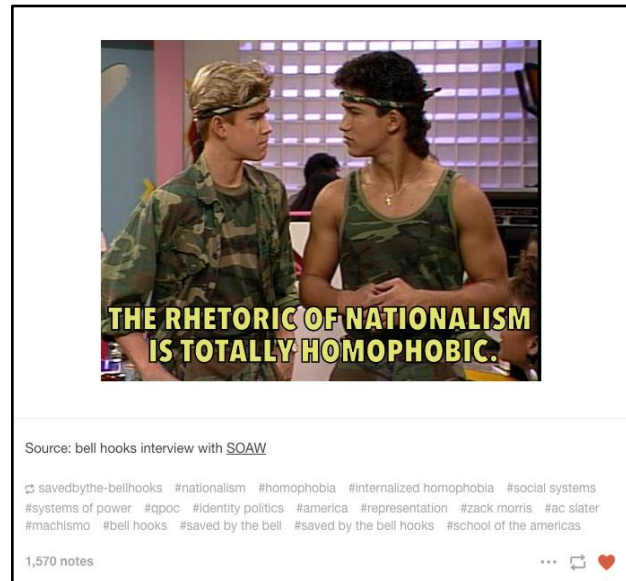 THE RHETORIC OF NATIONALISM
IS TOTALLY HOMOPHOBIC.
Source: bell hooks interview with SOAW
savedbythe-bellhooks #nationalism #homophobia #internalized homophobia #social systems
#systems of power #qpoc #identity politics #america #representation #zack morris #ac slater
#machismo #bell hooks #saved by the bell #saved by the bell hooks #school of the americas
1,570 notes